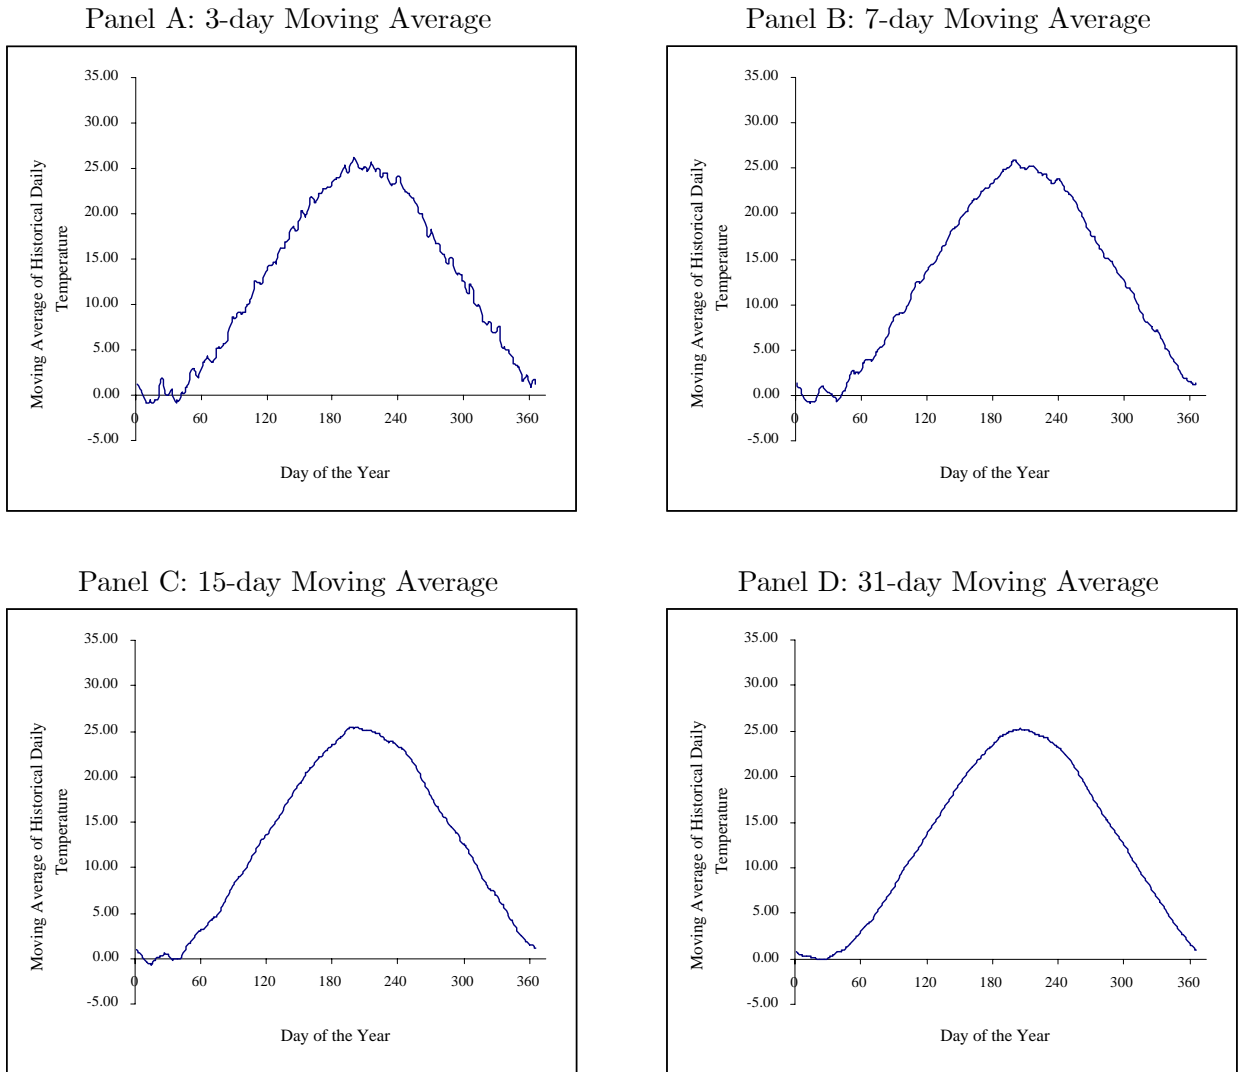 Panel A: 3-day Moving Average
35.00
30.00
25.00
20.00
15.00
10.00
5.00
0.00
-5.00
0 60 120 180 240 300 360
Moving Average of Historical Daily
Temperature
Day of the Year
Panel B: 7-day Moving Average
35.00
30.00
25.00
20.00
15.00
10.00
5.00
0.00
-5.00
0 60 120 180 240 300 360
Moving Average of Historical Daily
Temperature
Day of the Year
Panel C: 15-day Moving Average
35.00
30.00
25.00
20.00
15.00
10.00
5.00
0.00
-5.00
0 60 120 180 240 300 360
Moving Average of Historical Daily
Temperature
Day of the Year
Panel D: 31-day Moving Average
35.00
30.00
25.00
20.00
15.00
10.00
5.00
0.00
-5.00
0 60 120 180 240 300 360
Moving Average of Historical Daily
Temperature
Day of the Year